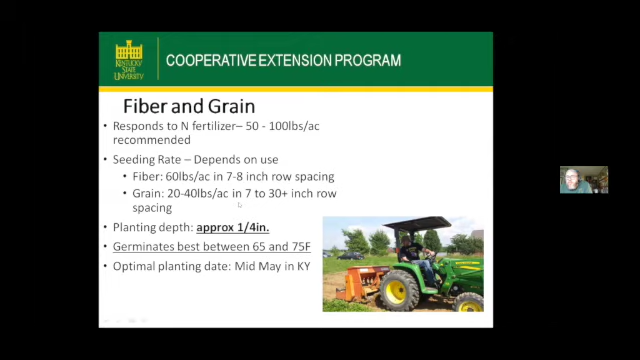 KENTUCKY
STATE
UNIVERSITY
COOPERATIVE EXTENSION PROGRAM
Fiber and Grain
• Responds to N fertilizer– 50 - 100lbs/ac
recommended
• Seeding Rate – Depends on use
• Fiber: 60lbs/ac in 7-8 inch row spacing
• Grain: 20-40lbs/ac in 7 to 30+ inch row
spacing
• Planting depth: approx 1/4in.
• Germinates best between 65 and 75F
• Optimal planting date: Mid May in KY